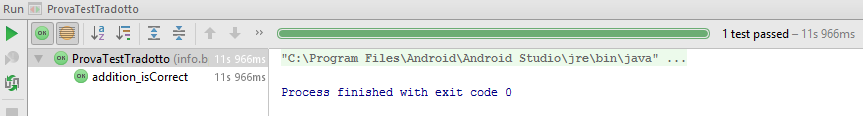 Run ProvaTestTradotto
OK >> 1 test passed – 11s 966ms
OK ProvaTestTradotto (info.b 11s 966ms
"C:\Program Files\Android\Android Studio\jre\bin\java" ...
OK addition_isCorrect 11s 966ms
Process finished with exit code 0